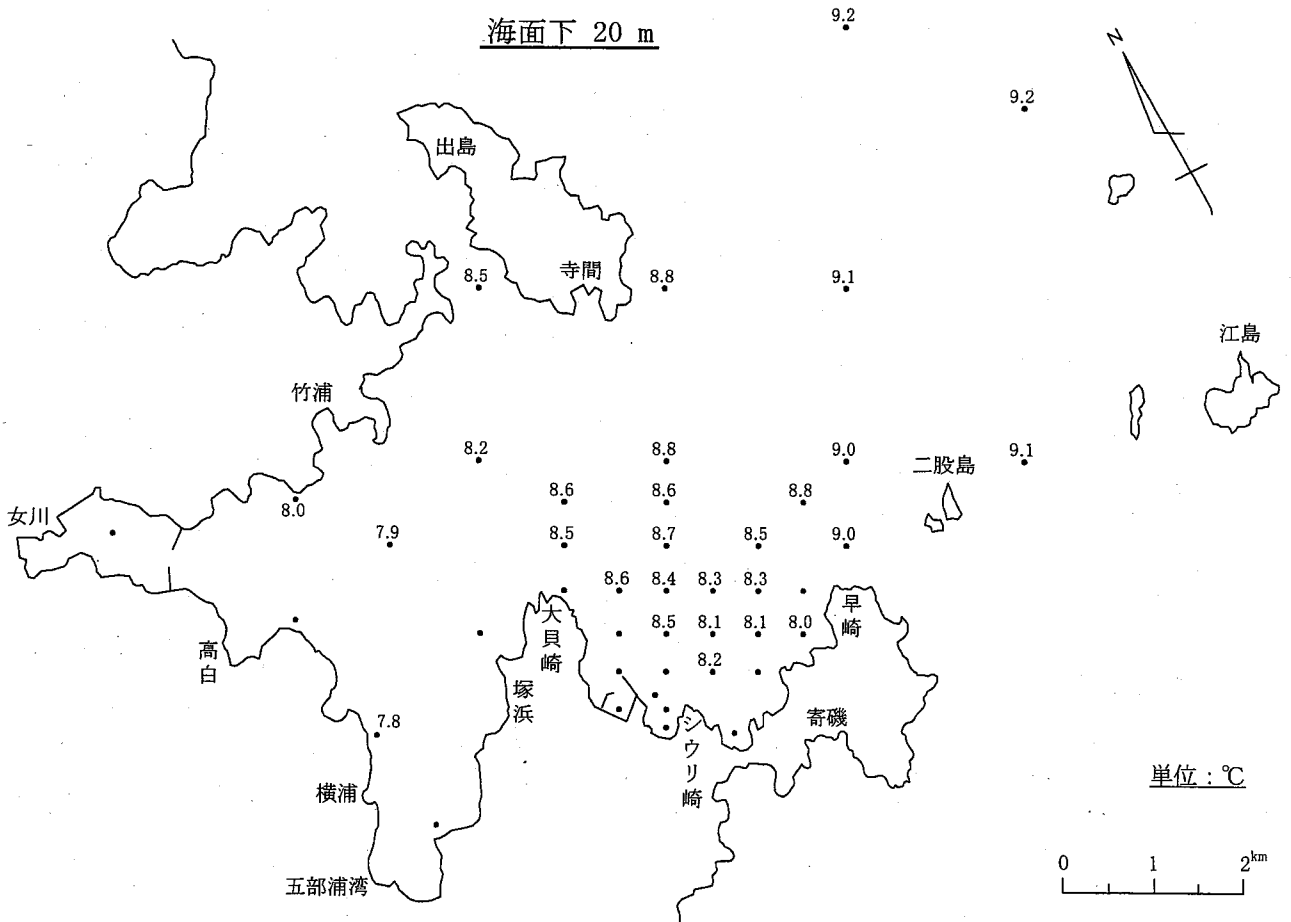 海面下 20 m
9.2
N
9.2
出島
寺間
8.5
8.8
9.1
江島
竹浦
8.2
8.8
9.0
二股島
9.1
8.6
8.6
8.8
女川
8.0
7.9
8.5
8.7
8.5
9.0
8.6
8.4
8.3
8.3
大貝崎
早崎
8.5
8.1
8.1
8.0
高白
8.2
塚浜
シウリ崎
寄磯
7.8
横浦
単位：℃
五部浦湾
0 1 2km